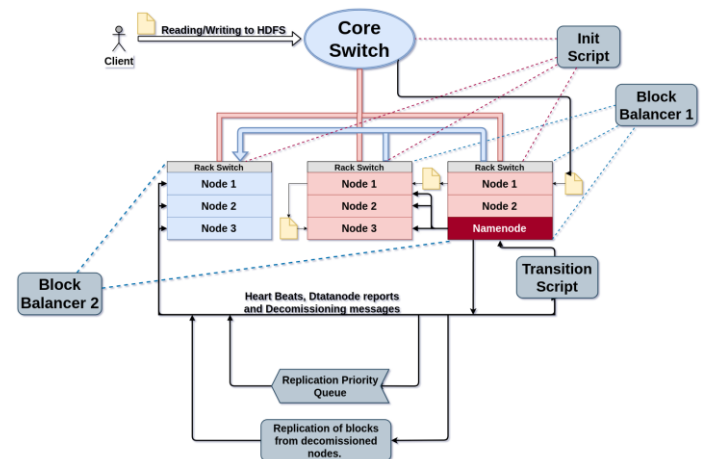 Reading/Writing to HDFS
Client
Core
Switch
Init
Script
Block
Balancer 1
Rack Switch
Node 1
Node 2
Node 3
Rack Switch
Node 1
Node 2
Node 3
Rack Switch
Node 1
Node 2
Namenode
Block
Balancer 2
Transition
Script
Heart Beats, Dtatanode reports
and Decomissioning messages
Replication Priority
Queue
Replication of blocks
from decomissioned
nodes.